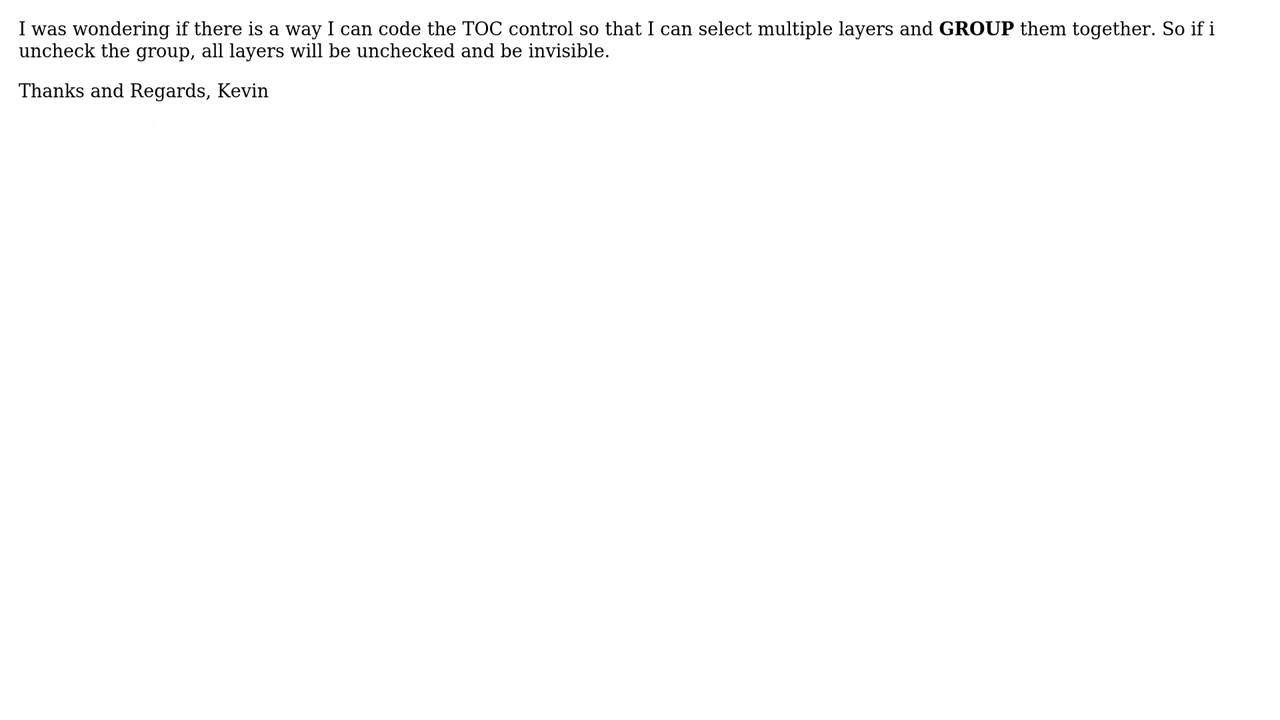 I was wondering if there is a way I can code the TOC control so that I can select multiple layers and GROUP them together. So if i
uncheck the group, all layers will be unchecked and be invisible.
Thanks and Regards, Kevin